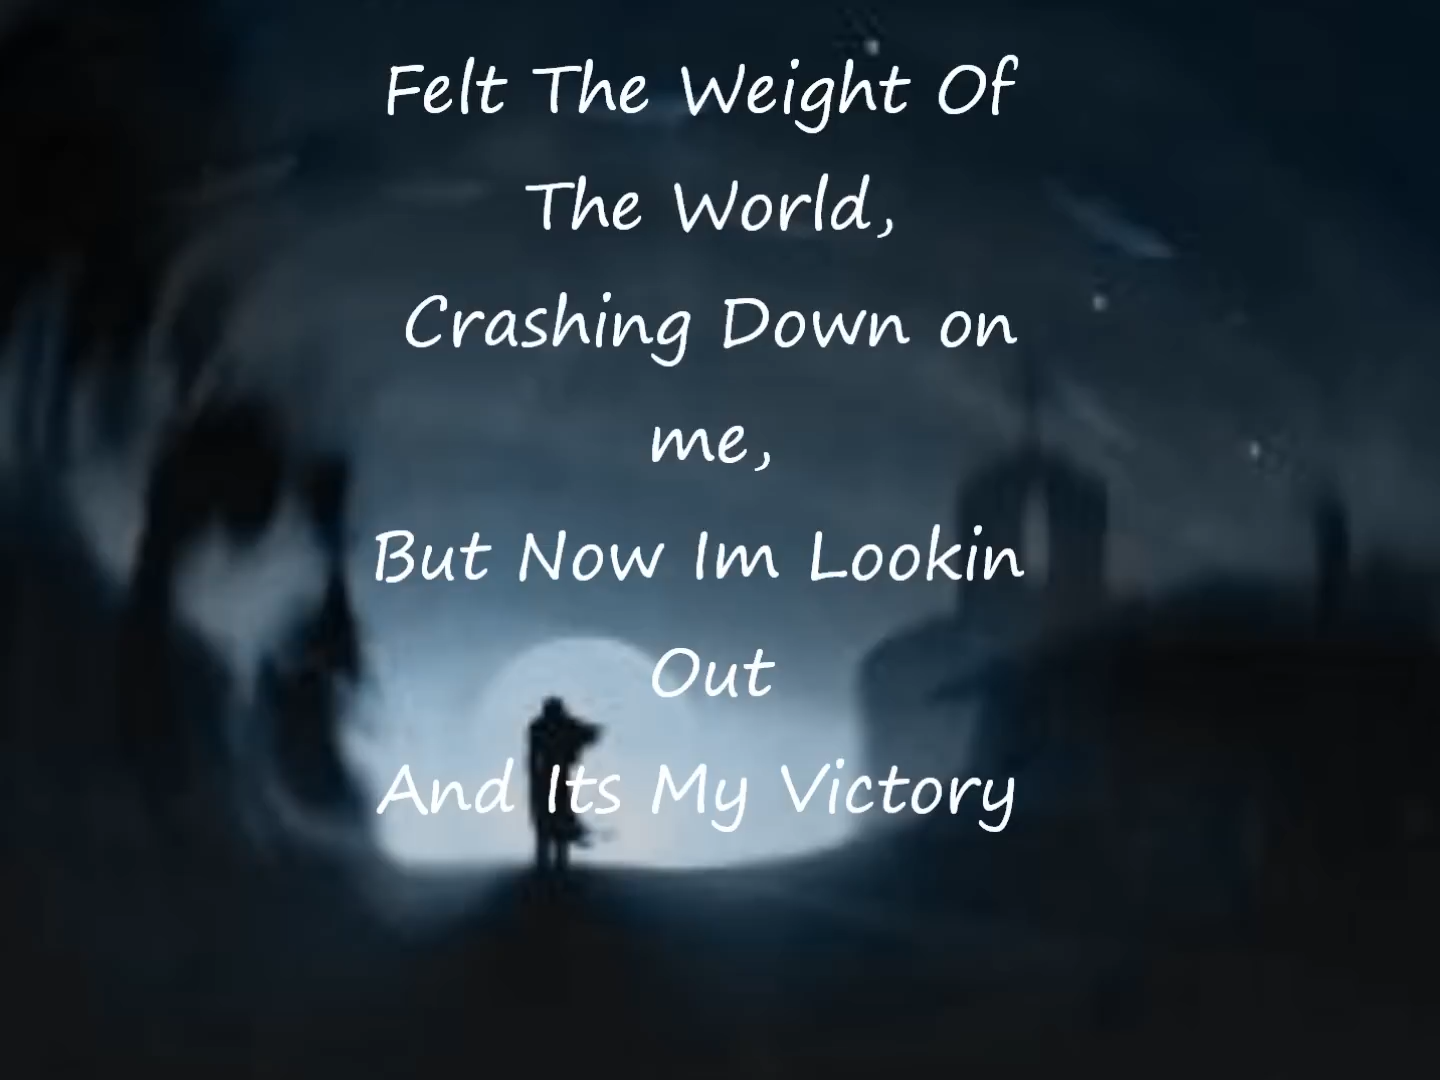 Felt The Weight Of
The World,
Crashing Down on
me,
But Now Im Lookin
Out
And Its My Victory